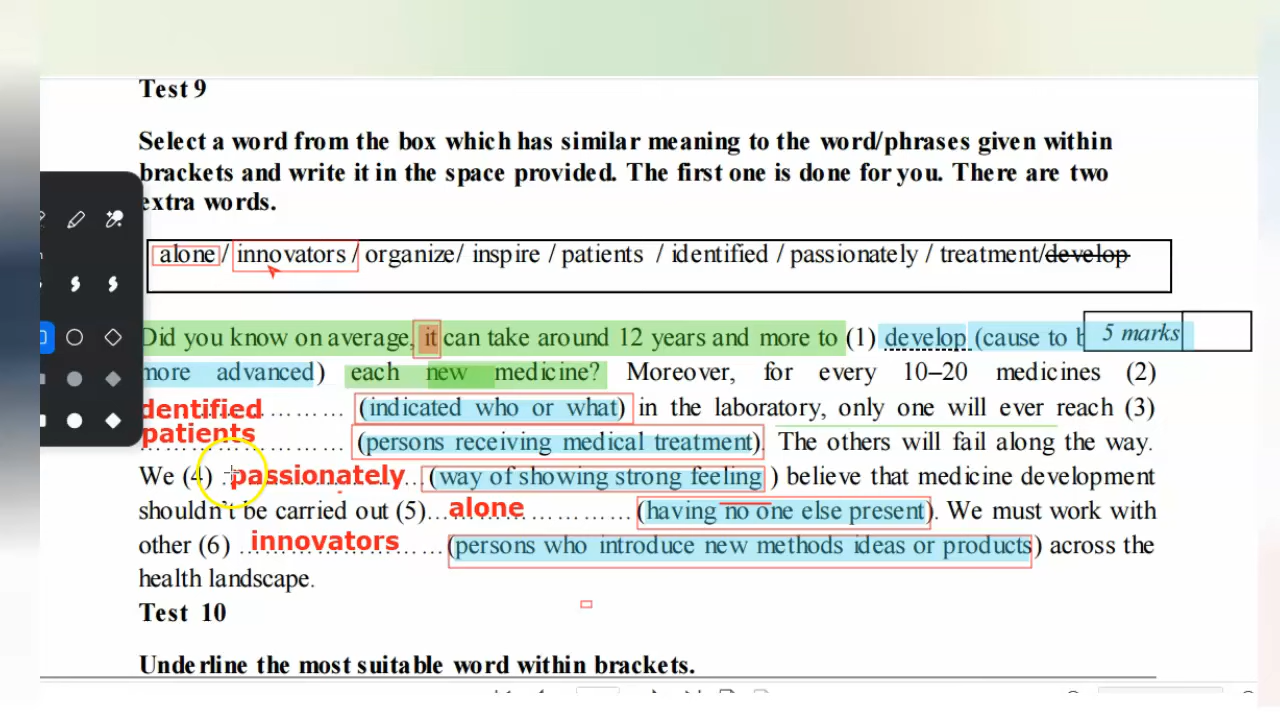 Test 9
Select a word from the box which has similar meaning to the word/phrases given within
brackets and write it in the space provided. The first one is done for you. There are two
extra words.
alone / innovators / organize/ inspire / patients / identified / passionately / treatment/develop
5 marks
Did you know on average, it can take around 12 years and more to (1) develop (cause to b
more advanced) each new medicine? Moreover, for every 10–20 medicines (2)
dentified ……… (indicated who or what) in the laboratory, only one will ever reach (3)
patients ……… (persons receiving medical treatment). The others will fail along the way.
We (4) passionately (way of showing strong feeling ) believe that medicine development
shouldn't be carried out (5)… alone ……… (having no one else present). We must work with
other (6) innovators …… (persons who introduce new methods ideas or products) across the
health landscape.
Test 10
Underline the most suitable word within brackets.